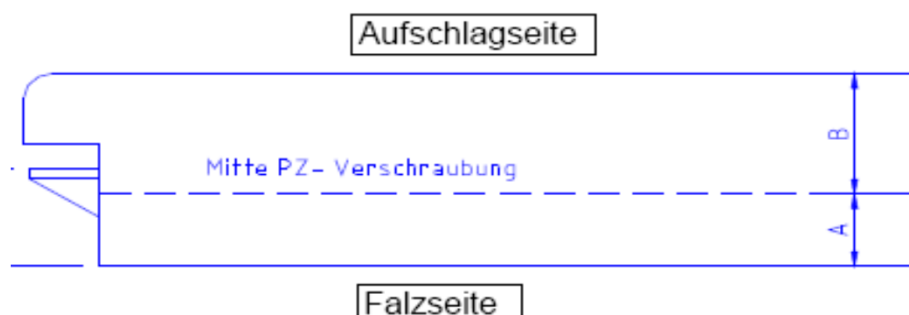 Aufschlagseite
B
Mitte PZ- Verschraubung
A
Falzseite